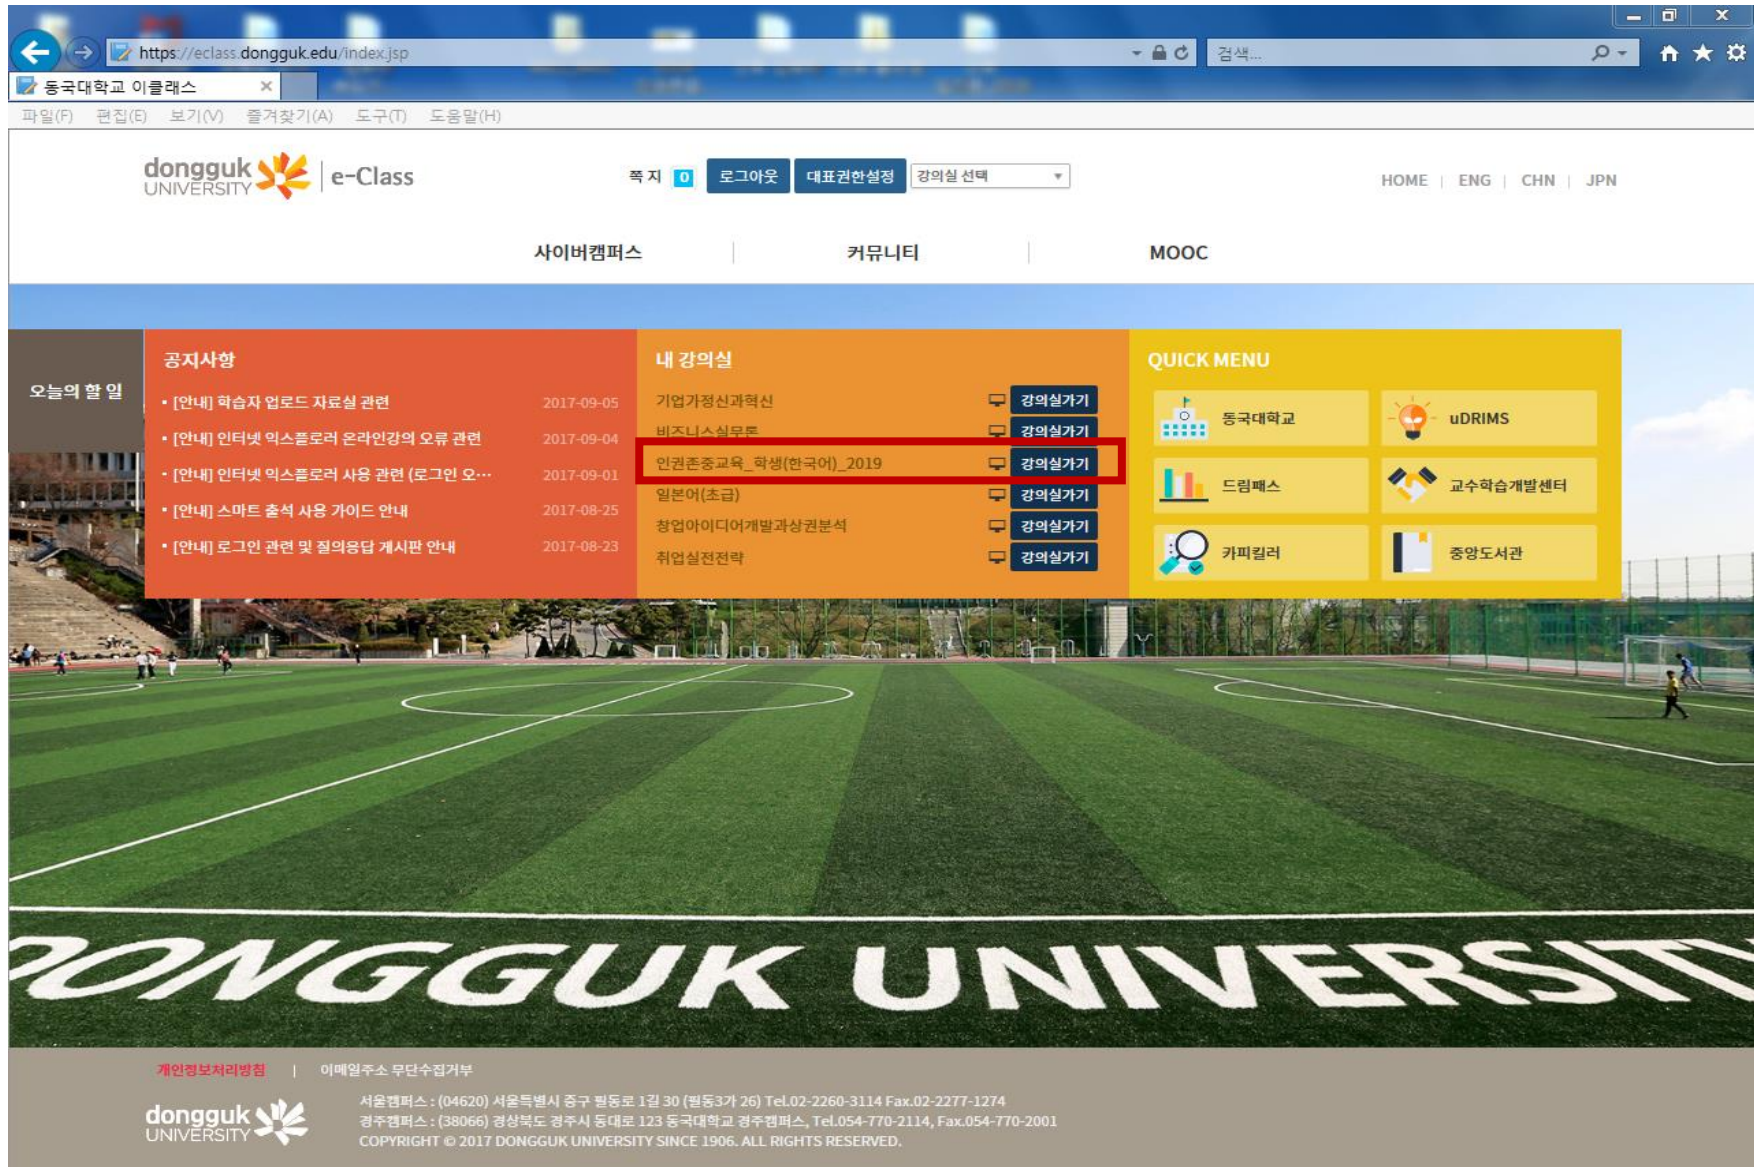 https://eclass.dongguk.edu/index.jsp
검색...
동국대학교 이클래스
파일(F) 편집(E) 보기(V) 즐겨찾기(A) 도구(T) 도움말(H)
dongguk UNIVERSITY e-Class
쪽지 0 로그아웃 대표권한설정 강의실 선택
HOME | ENG | CHN | JPN
사이버캠퍼스 커뮤니티 MOOC
오늘의 할 일
공지사항
• [안내] 학습자 업로드 자료실 관련 2017-09-05
• [안내] 인터넷 익스플로러 온라인강의 오류 관련 2017-09-04
• [안내] 인터넷 익스플로러 사용 관련 (로그인 오··· 2017-09-01
• [안내] 스마트 출석 사용 가이드 안내 2017-08-25
• [안내] 로그인 관련 및 질의응답 게시판 안내 2017-08-23
내 강의실
기업가정신과혁신 강의실가기
비즈니스실무론 강의실가기
인권존중교육_학생(한국어)_2019 강의실가기
일본어(초급) 강의실가기
창업아이디어개발과상권분석 강의실가기
취업실전전략 강의실가기
QUICK MENU
동국대학교 uDRIMS
드림패스 교수학습개발센터
카피킬러 중앙도서관
DONGGUK UNIVERSITY
개인정보처리방침 | 이메일주소 무단수집거부
dongguk UNIVERSITY
서울캠퍼스 : (04620) 서울특별시 중구 필동로 1길 30 (필동3가 26) Tel.02-2260-3114 Fax.02-2277-1274
경주캠퍼스 : (38066) 경상북도 경주시 동대로 123 동국대학교 경주캠퍼스, Tel.054-770-2114, Fax.054-770-2001
COPYRIGHT © 2017 DONGGUK UNIVERSITY SINCE 1906. ALL RIGHTS RESERVED.